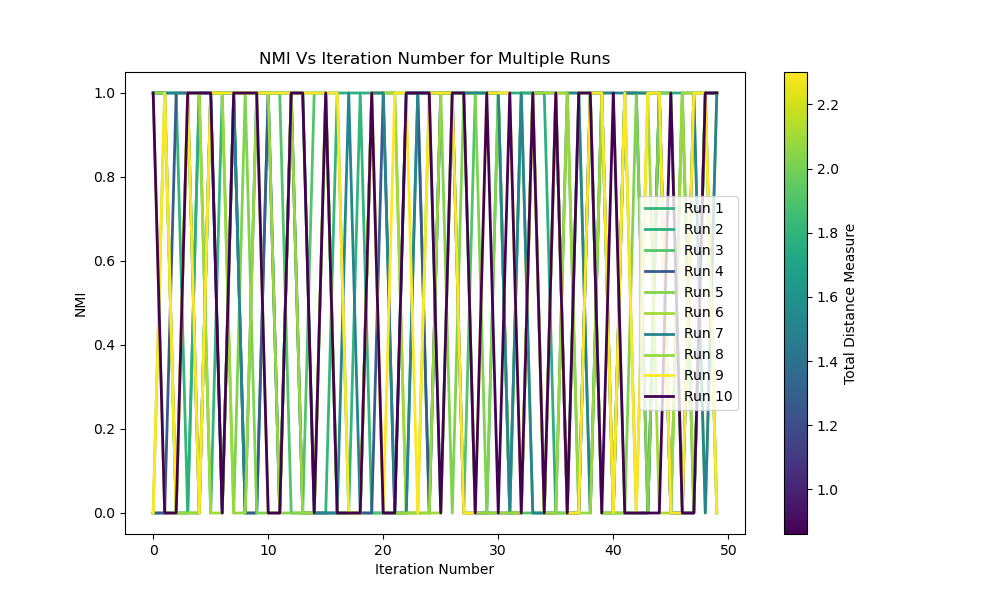 NMI Vs Iteration Number for Multiple Runs
NMI
1.0
0.8
0.6
0.4
0.2
0.0
0
10
20
30
40
50
Iteration Number
Run 1
Run 2
Run 3
Run 4
Run 5
Run 6
Run 7
Run 8
Run 9
Run 10
2.2
2.0
1.8
1.6
1.4
1.2
1.0
Total Distance Measure